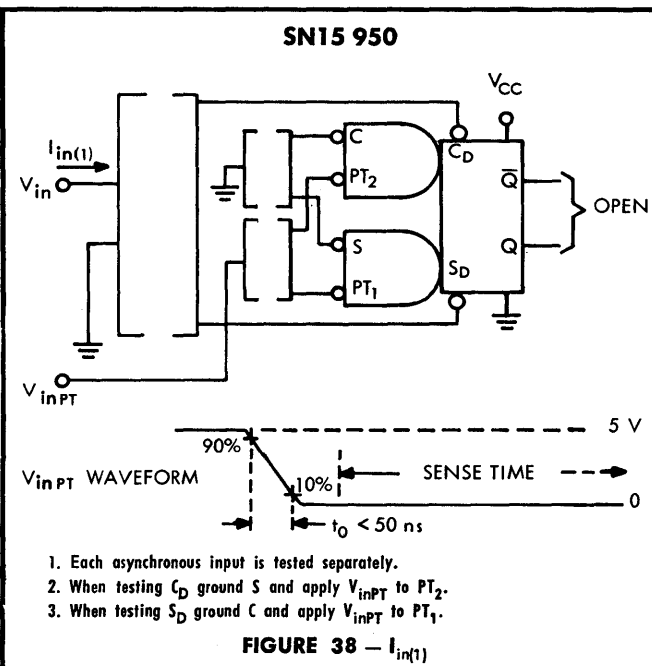 SN15 950
V_CC
I_in(1)
V_in
C
C_D
Q̅
PT_2
OPEN
S
Q
S_D
PT_1
V_inPT
5 V
90%
V_inPT WAVEFORM
10%
SENSE TIME
0
t_0 < 50 ns
1. Each asynchronous input is tested separately.
2. When testing C_D ground S and apply V_inPT to PT_2.
3. When testing S_D ground C and apply V_inPT to PT_1.
FIGURE 38 — I_in(1)